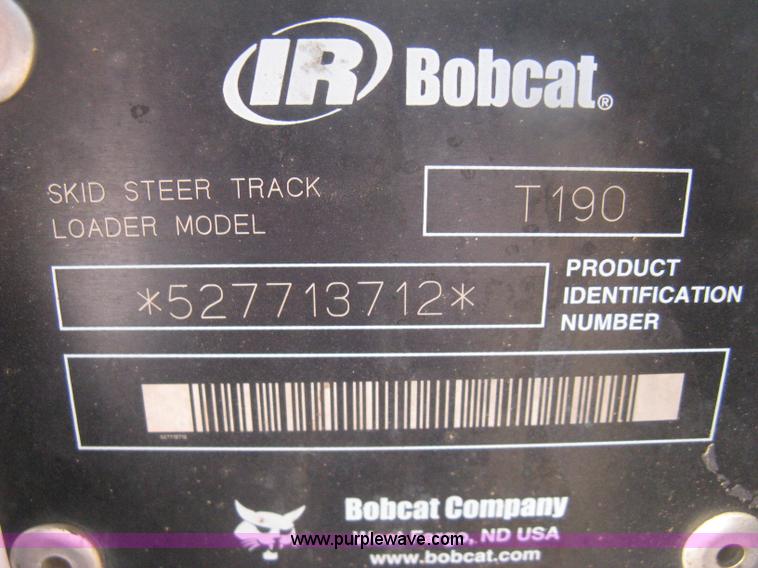 IR Bobcat®
SKID STEER TRACK
LOADER MODEL
T190
*527713712*
PRODUCT
IDENTIFICATION
NUMBER
527713712
Bobcat Company
ND USA
www.purplewave.com
www.bobcat.com